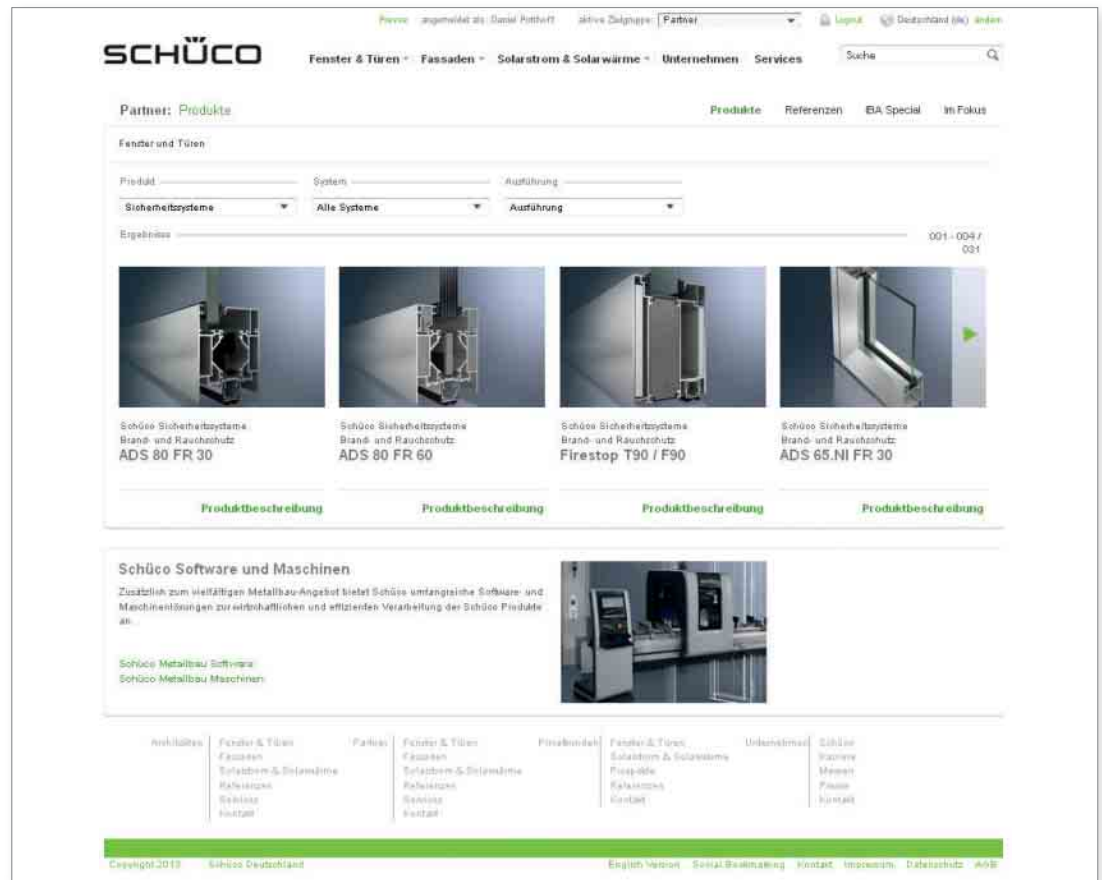 Presse angemeldet als: Daniel Potthoff aktive Zielgruppe: Partner Logout Deutschland (de) ändern
SCHÜCO
Fenster & Türen Fassaden Solarstrom & Solarwärme Unternehmen Services Suche
Partner: Produkte Produkte Referenzen IBA Special Im Fokus
Fenster und Türen
Produkt System Ausführung
Sicherheitssysteme Alle Systeme Ausführung
Ergebnisse 001 - 004 /
031
Schüco Sicherheitssysteme Schüco Sicherheitssysteme Schüco Sicherheitssysteme Schüco Sicherheitssysteme
Brand- und Rauchschutz Brand- und Rauchschutz Brand- und Rauchschutz Brand- und Rauchschutz
ADS 80 FR 30 ADS 80 FR 60 Firestop T90 / F90 ADS 65.NI FR 30
Produktbeschreibung Produktbeschreibung Produktbeschreibung Produktbeschreibung
Schüco Software und Maschinen
Zusätzlich zum vielfältigen Metallbau-Angebot bietet Schüco umfangreiche Software- und
Maschinenlösungen zur wirtschaftlichen und effizienten Verarbeitung der Schüco Produkte
an.
Schüco Metallbau Software
Schüco Metallbau Maschinen
Architekten Fenster & Türen Partner Fenster & Türen Privatkunden Fenster & Türen Unternehmen Schüco
Fassaden Fassaden Solarstrom & Solarwärme Karriere
Solarstrom & Solarwärme Solarstrom & Solarwärme Prospekte Messen
Referenzen Referenzen Referenzen Presse
Services Services Kontakt Kontakt
Kontakt Kontakt
Copyright 2013 Schüco Deutschland English Version Social Bookmarking Kontakt Impressum Datenschutz AGB